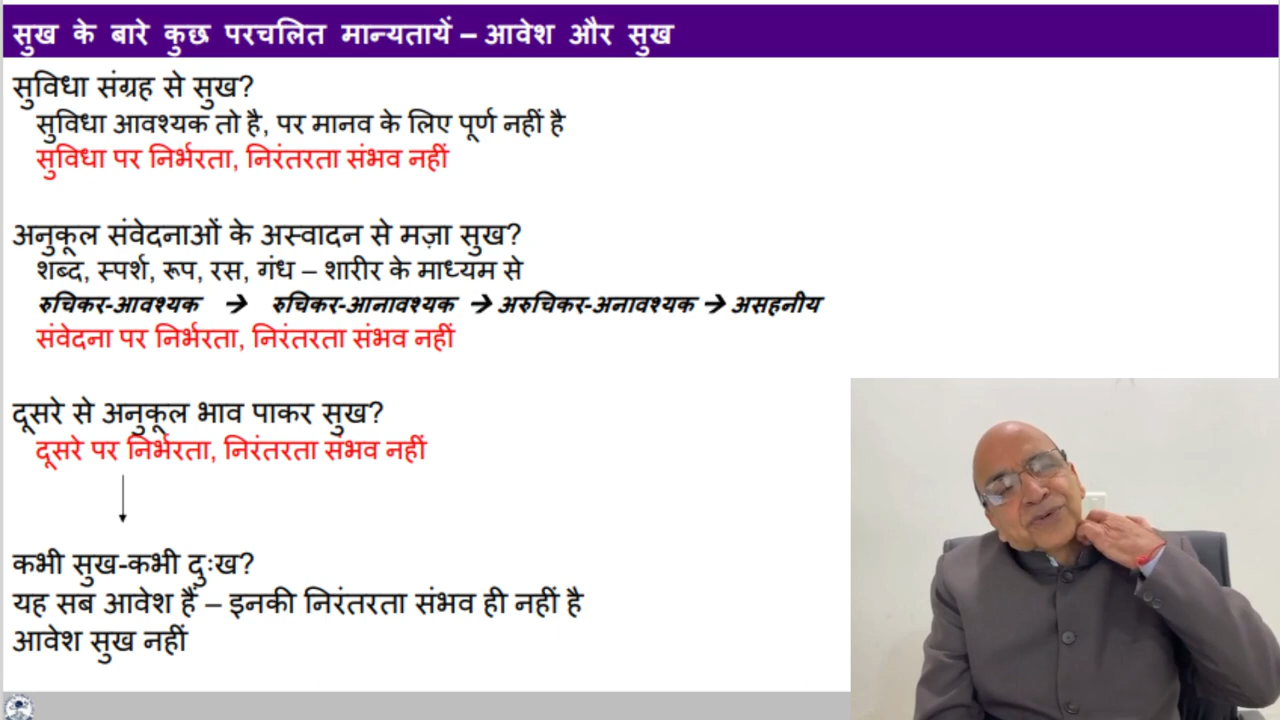 सुख के बारे कुछ परचलित मान्यतायें – आवेश और सुख
सुविधा संग्रह से सुख?
सुविधा आवश्यक तो है, पर मानव के लिए पूर्ण नहीं है
सुविधा पर निर्भरता, निरंतरता संभव नहीं
अनुकूल संवेदनाओं के अस्वादन से मज़ा सुख?
शब्द, स्पर्श, रूप, रस, गंध – शारीर के माध्यम से
रुचिकर-आवश्यक → रुचिकर-आनावश्यक → अरुचिकर-अनावश्यक → असहनीय
संवेदना पर निर्भरता, निरंतरता संभव नहीं
दूसरे से अनुकूल भाव पाकर सुख?
दूसरे पर निर्भरता, निरंतरता संभव नहीं
कभी सुख-कभी दुःख?
यह सब आवेश हैं – इनकी निरंतरता संभव ही नहीं है
आवेश सुख नहीं